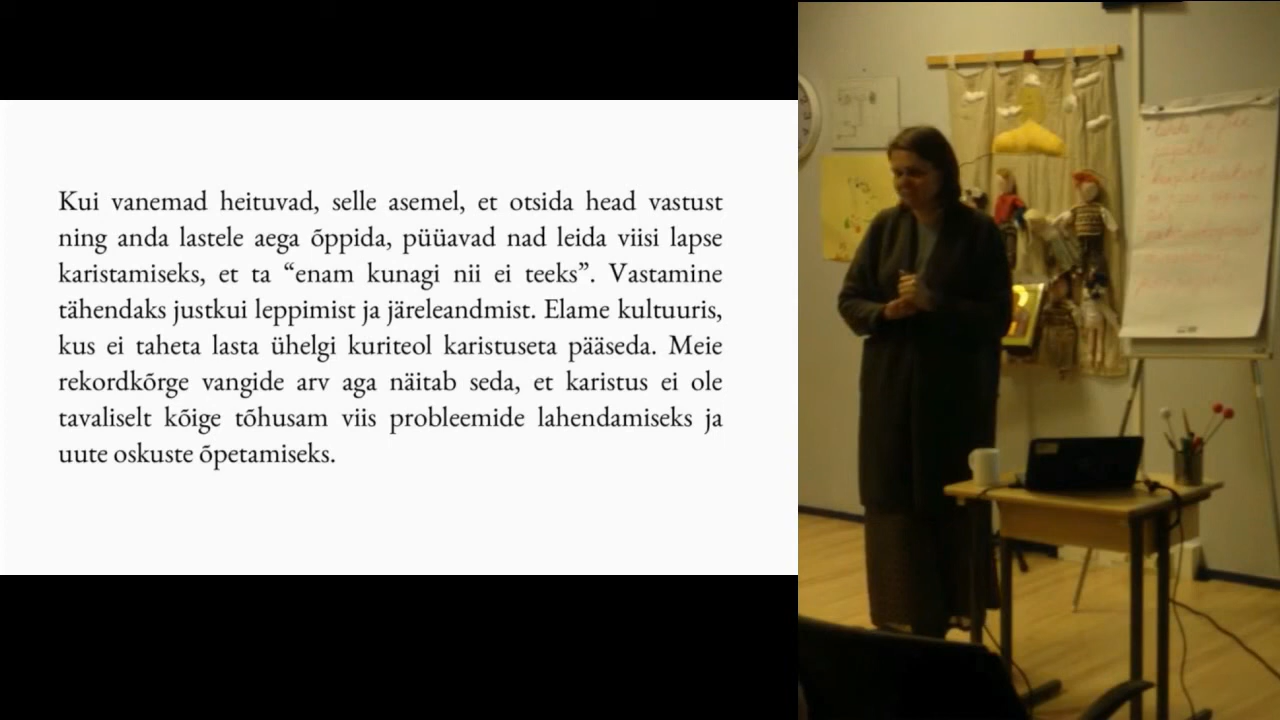 Kui vanemad heituvad, selle asemel, et otsida head vastust
ning anda lastele aega õppida, püüavad nad leida viisi lapse
karistamiseks, et ta “enam kunagi nii ei teeks”. Vastamine
tähendaks justkui leppimist ja järeleandmist. Elame kultuuris,
kus ei taheta lasta ühelgi kuriteol karistuseta pääseda. Meie
rekordkõrge vangide arv aga näitab seda, et karistus ei ole
tavaliselt kõige tõhusam viis probleemide lahendamiseks ja
uute oskuste õpetamiseks.